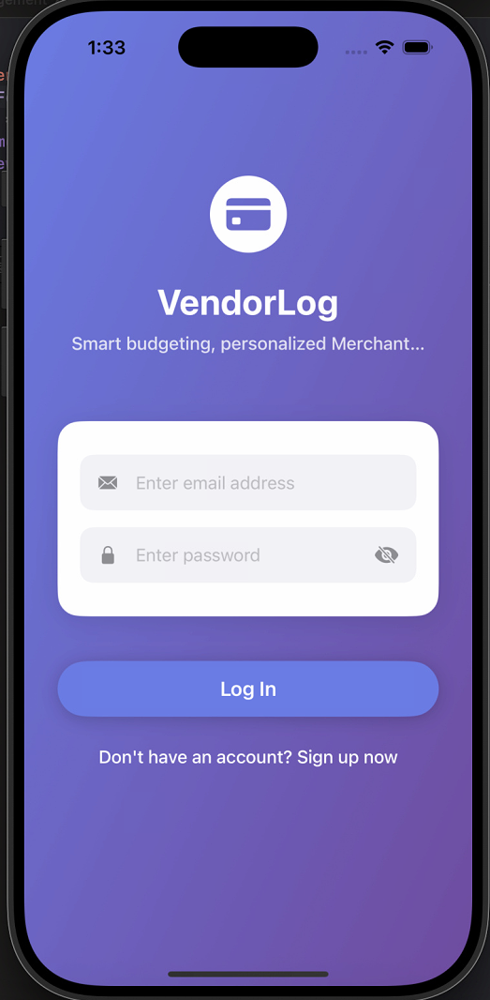 1:33
VendorLog
Smart budgeting, personalized Merchant...
Enter email address
Enter password
Log In
Don't have an account? Sign up now